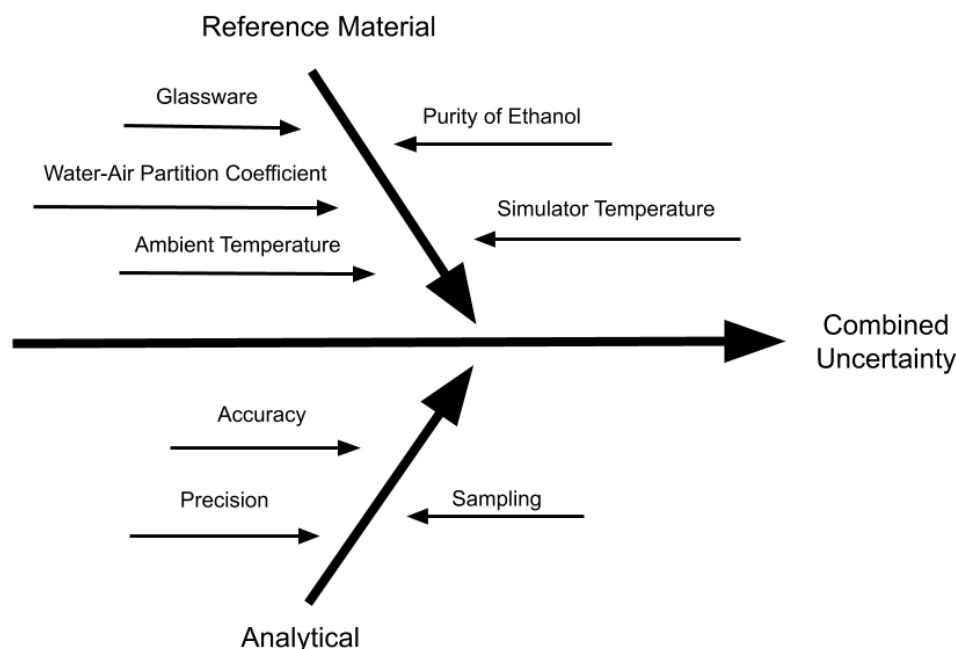 Reference Material
Glassware
Purity of Ethanol
Water-Air Partition Coefficient
Simulator Temperature
Ambient Temperature
Combined
Uncertainty
Accuracy
Precision
Sampling
Analytical